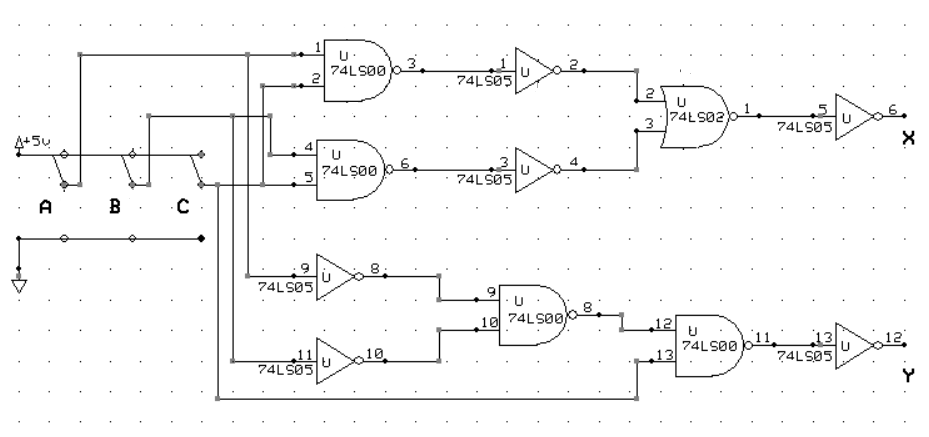 1 U 3 1 U 2
2 74LS00 74LS05
2 U 1 5 U 6
3 74LS02 74LS05 X
+5v
4 U 6 3 U 4
5 74LS00 74LS05
A B C
9 U 8
74LS05
9 U 8
10 74LS00
12 U 11 13 U 12
13 74LS00 74LS05
11 U 10
74LS05
Y